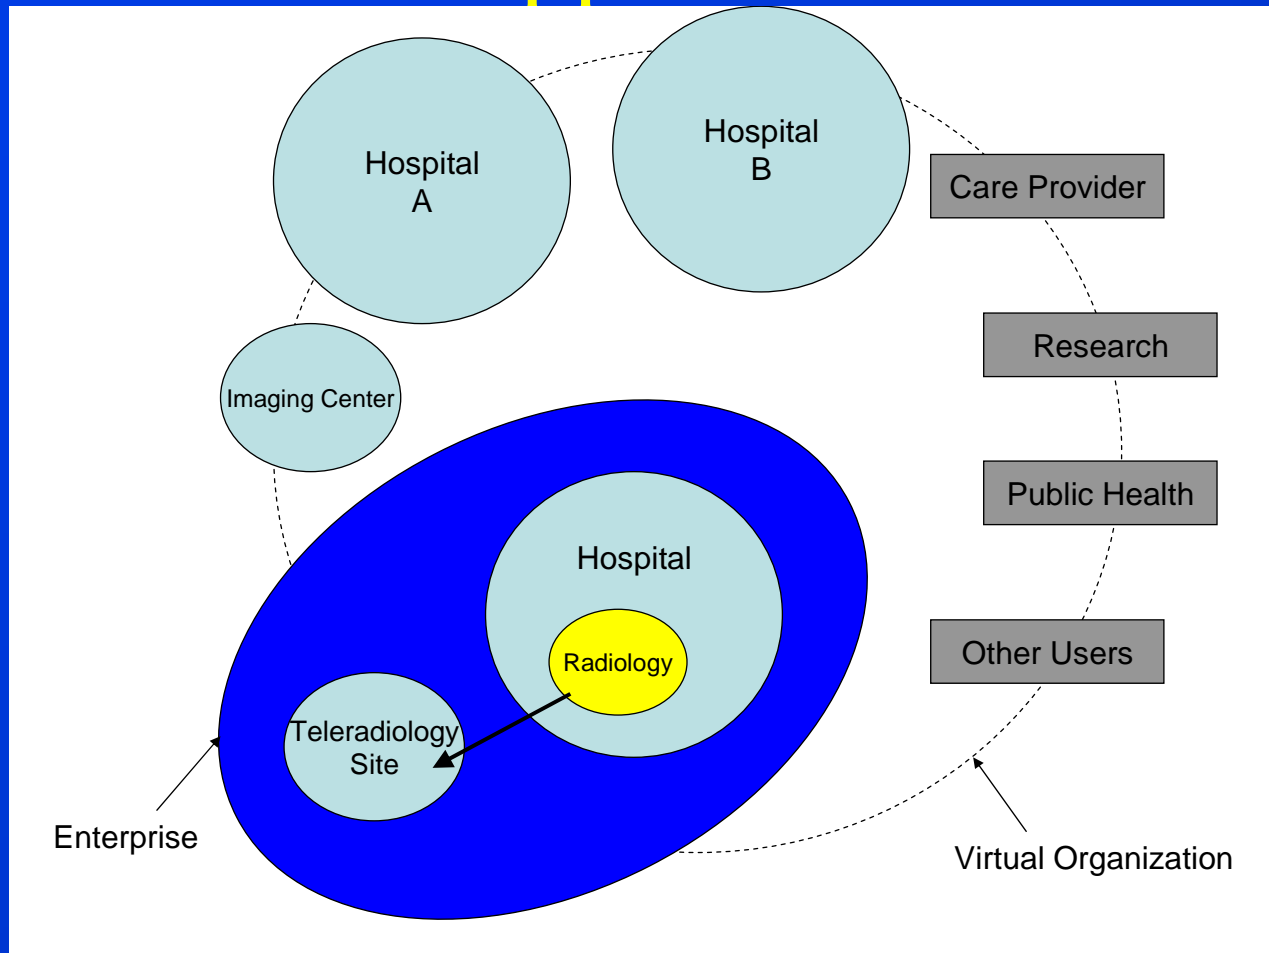 Hospital
A
Hospital
B
Care Provider
Research
Imaging Center
Public Health
Hospital
Radiology
Other Users
Teleradiology
Site
Enterprise
Virtual Organization